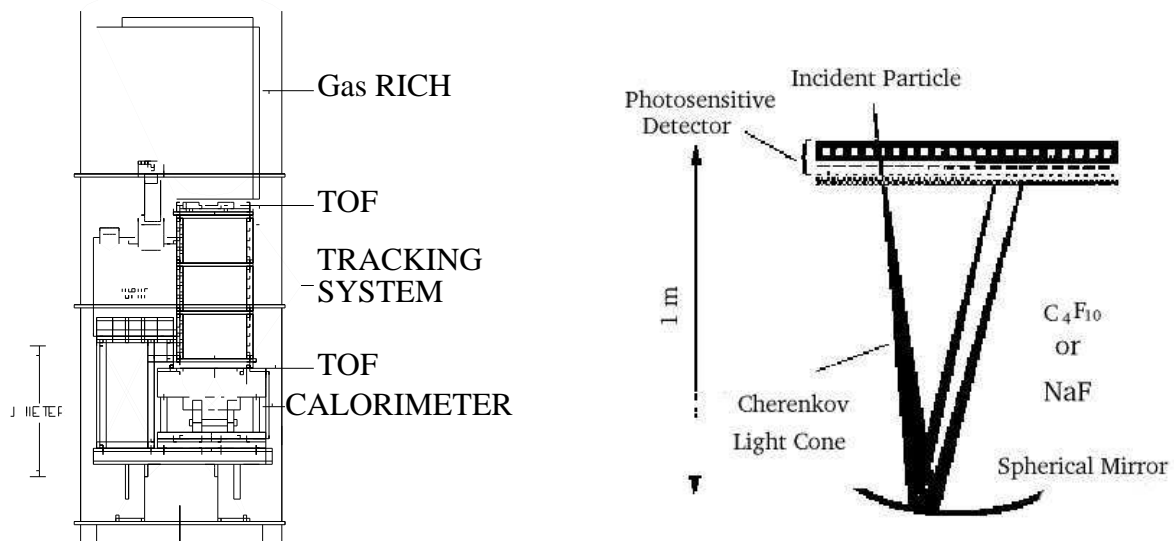 Gas RICH
TOF
TRACKING
SYSTEM
TOF
CALORIMETER
Incident Particle
Photosensitive
Detector
1 m
C₄F₁₀
or
NaF
Cherenkov
Light Cone
Spherical Mirror